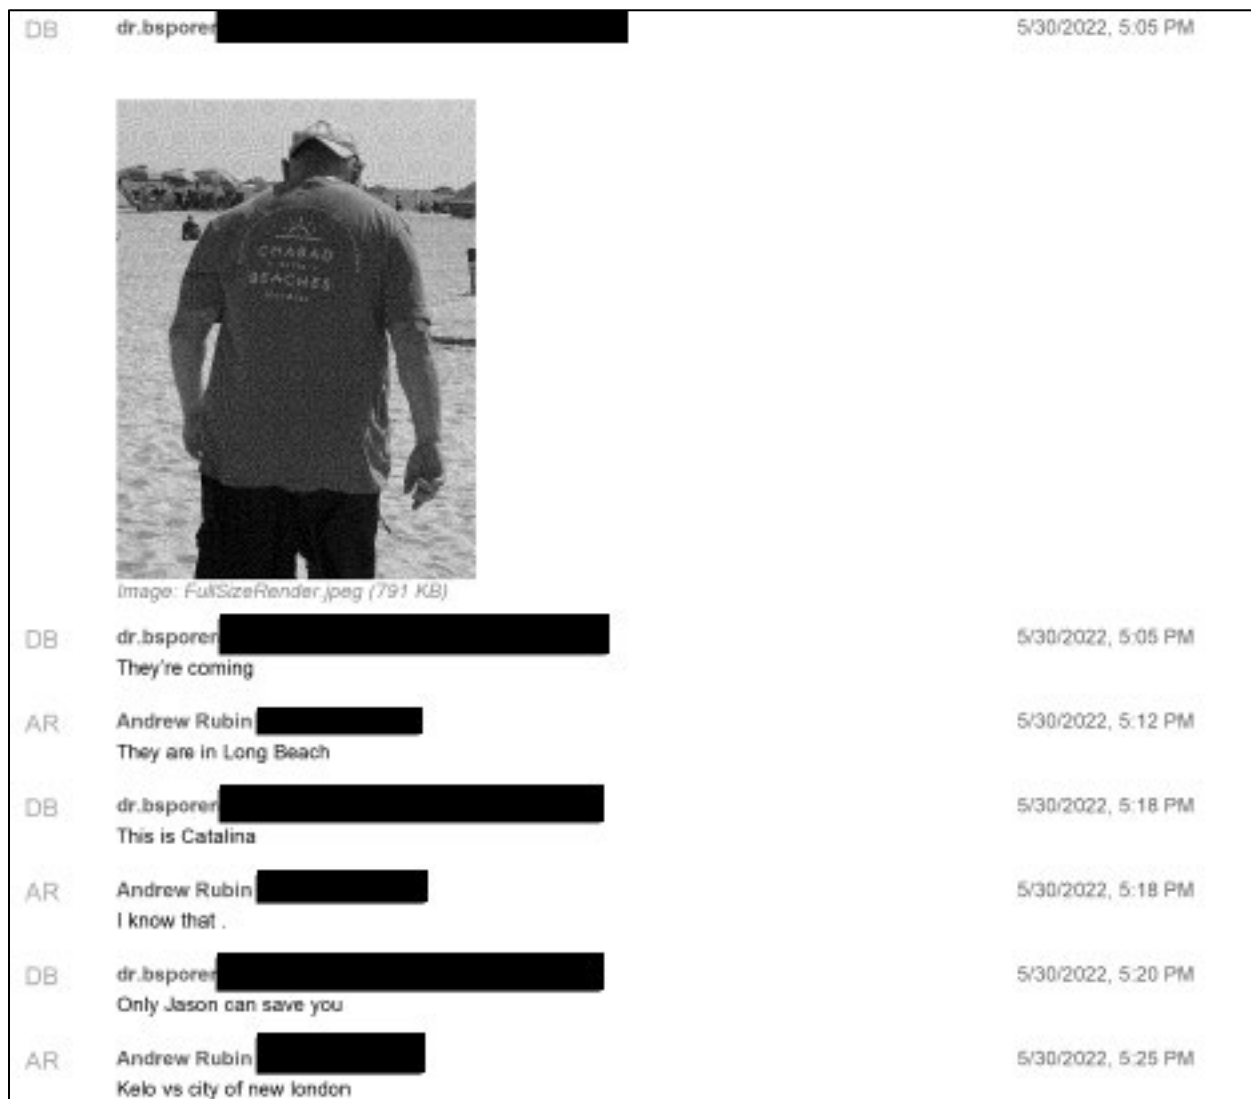 DB dr.bsporer 5/30/2022, 5:05 PM
CHABAD
BEACHES
Image: FullSizeRender.jpeg (791 KB)
DB dr.bsporer 5/30/2022, 5:05 PM
They're coming
AR Andrew Rubin 5/30/2022, 5:12 PM
They are in Long Beach
DB dr.bsporer 5/30/2022, 5:18 PM
This is Catalina
AR Andrew Rubin 5/30/2022, 5:18 PM
I know that .
DB dr.bsporer 5/30/2022, 5:20 PM
Only Jason can save you
AR Andrew Rubin 5/30/2022, 5:25 PM
Kelo vs city of new london